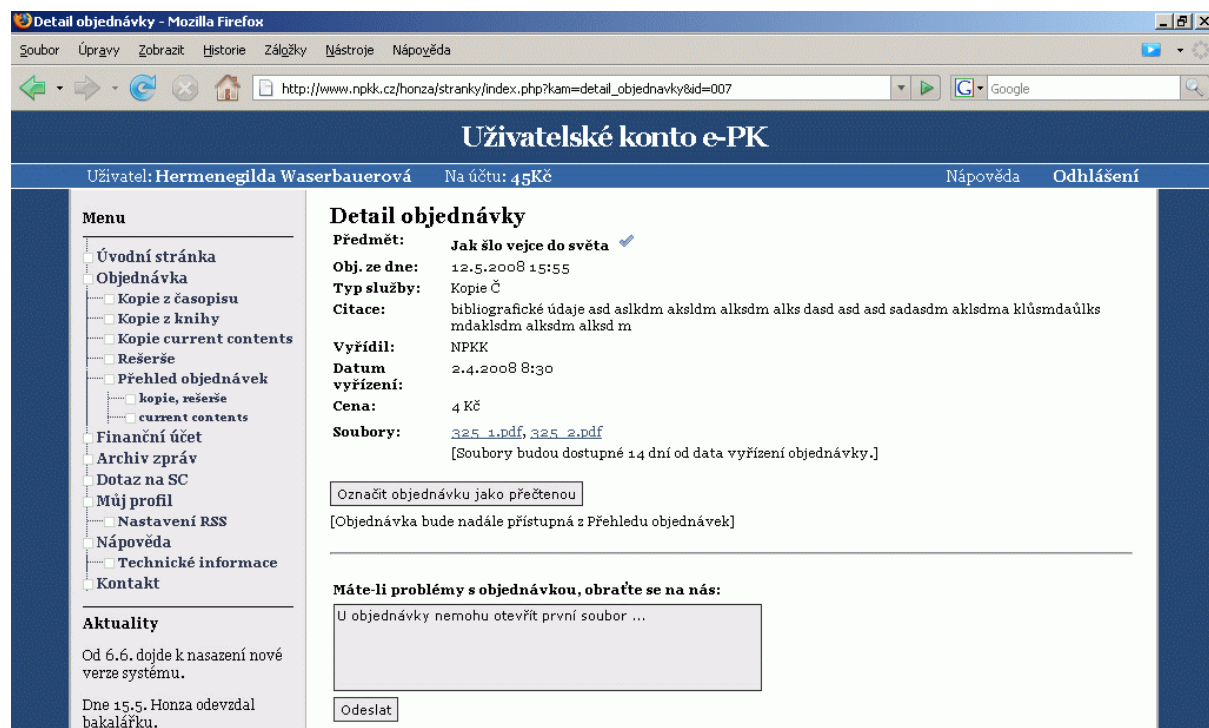 Detail objednávky - Mozilla Firefox
Soubor Úpravy Zobrazit Historie Záložky Nástroje Nápověda
http://www.npkk.cz/honza/stranky/index.php?kam=detail_objednavky&id=007
G Google
Uživatelské konto e-PK
Uživatel: Hermenegilda Waserbauerová Na účtu: 45Kč Nápověda Odhlášení
Menu
Úvodní stránka
Objednávka
Kopie z časopisu
Kopie z knihy
Kopie current contents
Rešerše
Přehled objednávek
kopie, rešerše
current contents
Finanční účet
Archiv zpráv
Dotaz na SC
Můj profil
Nastavení RSS
Nápověda
Technické informace
Kontakt
Aktuality
Od 6.6. dojde k nasazení nové
verze systému.
Dne 15.5. Honza odevzdal
bakalářku.
Detail objednávky
Předmět: Jak šlo vejce do světa
Obj. ze dne: 12.5.2008 15:55
Typ služby: Kopie Č
Citace: bibliografické údaje asd aslkdm aksldm alksdm alks dasd asd asd sadasdm aklsdma klůsmdaůlks
mdaklsdm alksdm alksd m
Vyřídil: NPKK
Datum 2.4.2008 8:30
vyřízení:
Cena: 4 Kč
Soubory: 325_1.pdf, 325_2.pdf
[Soubory budou dostupné 14 dní od data vyřízení objednávky.]
Označit objednávku jako přečtenou
[Objednávka bude nadále přístupná z Přehledu objednávek]
Máte-li problémy s objednávkou, obraťte se na nás:
U objednávky nemohu otevřít první soubor ...
Odeslat